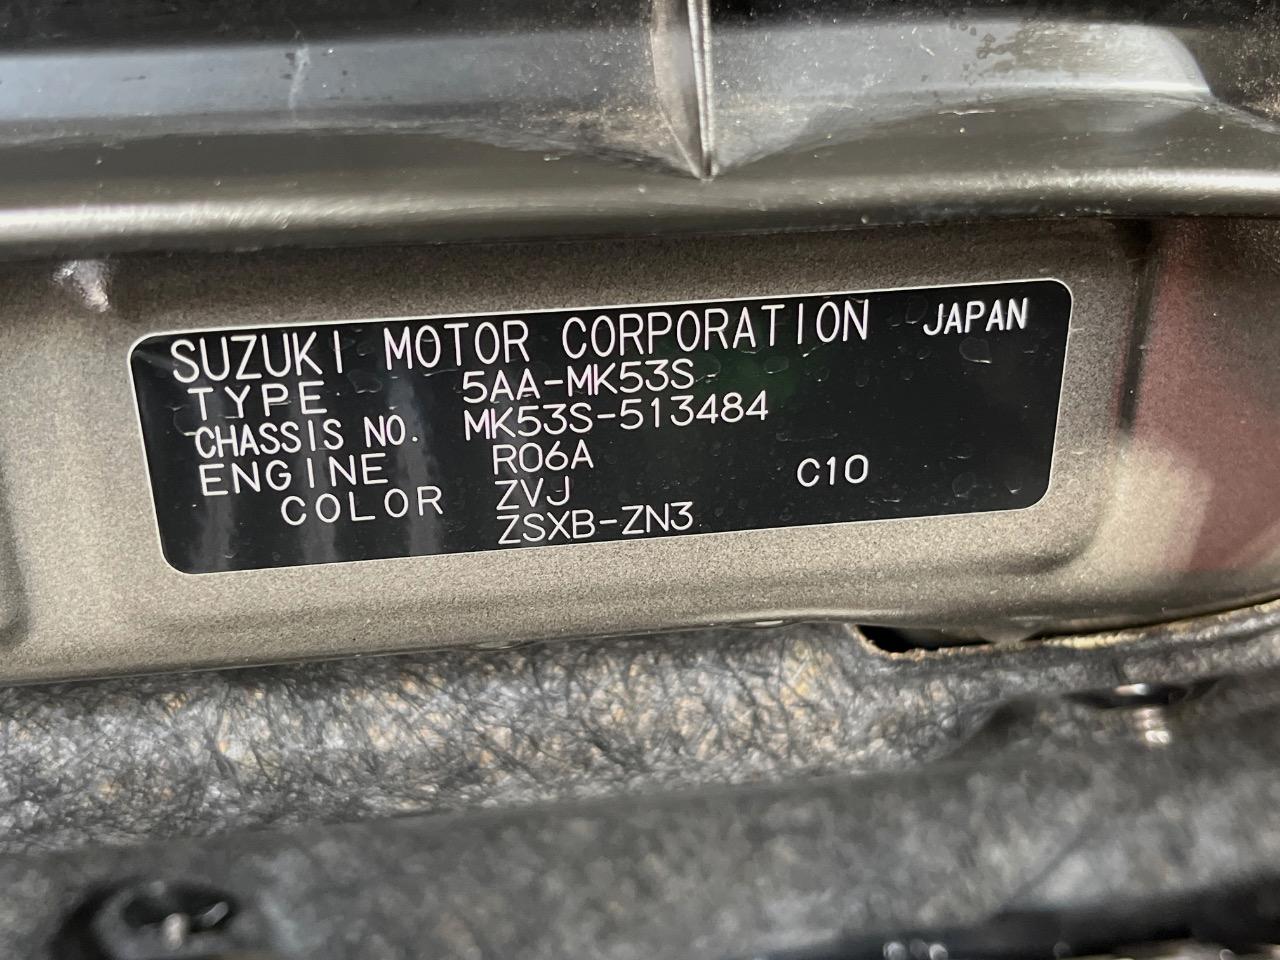 SUZUKI MOTOR CORPORATION JAPAN
TYPE 5AA-MK53S
CHASSIS NO. MK53S-513484
ENGINE R06A
COLOR ZVJ C10
ZSXB-ZN3